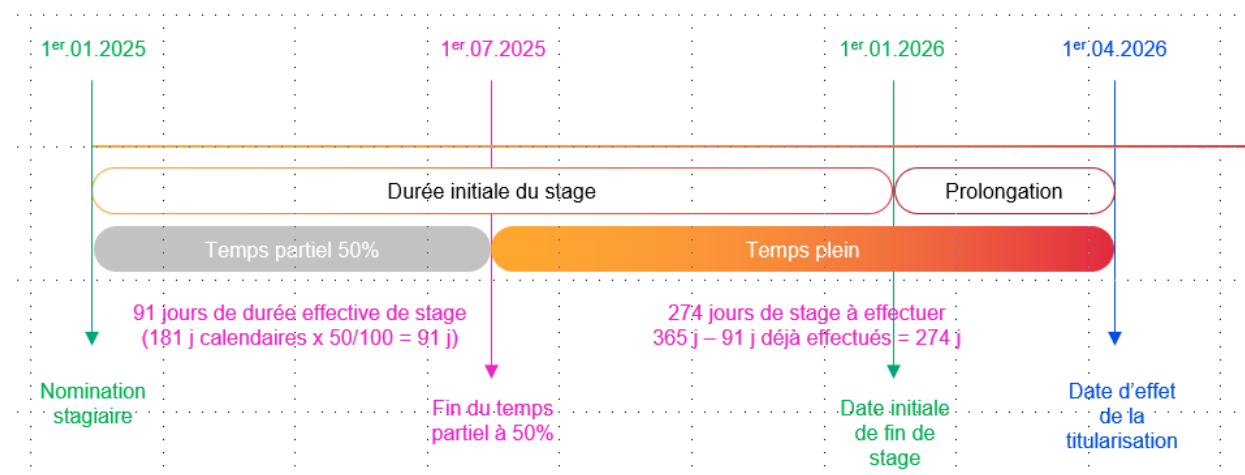 1er.01.2025
1er.07.2025
1er.01.2026
1er.04.2026
Durée initiale du stage
Prolongation
Temps partiel 50%
Temps plein
91 jours de durée effective de stage
(181 j calendaires x 50/100 = 91 j)
274 jours de stage à effectuer
365 j – 91 j déjà effectués = 274 j
Nomination
stagiaire
Fin du temps
partiel à 50%
Date initiale
de fin de
stage
Date d’effet
de la
titularisation